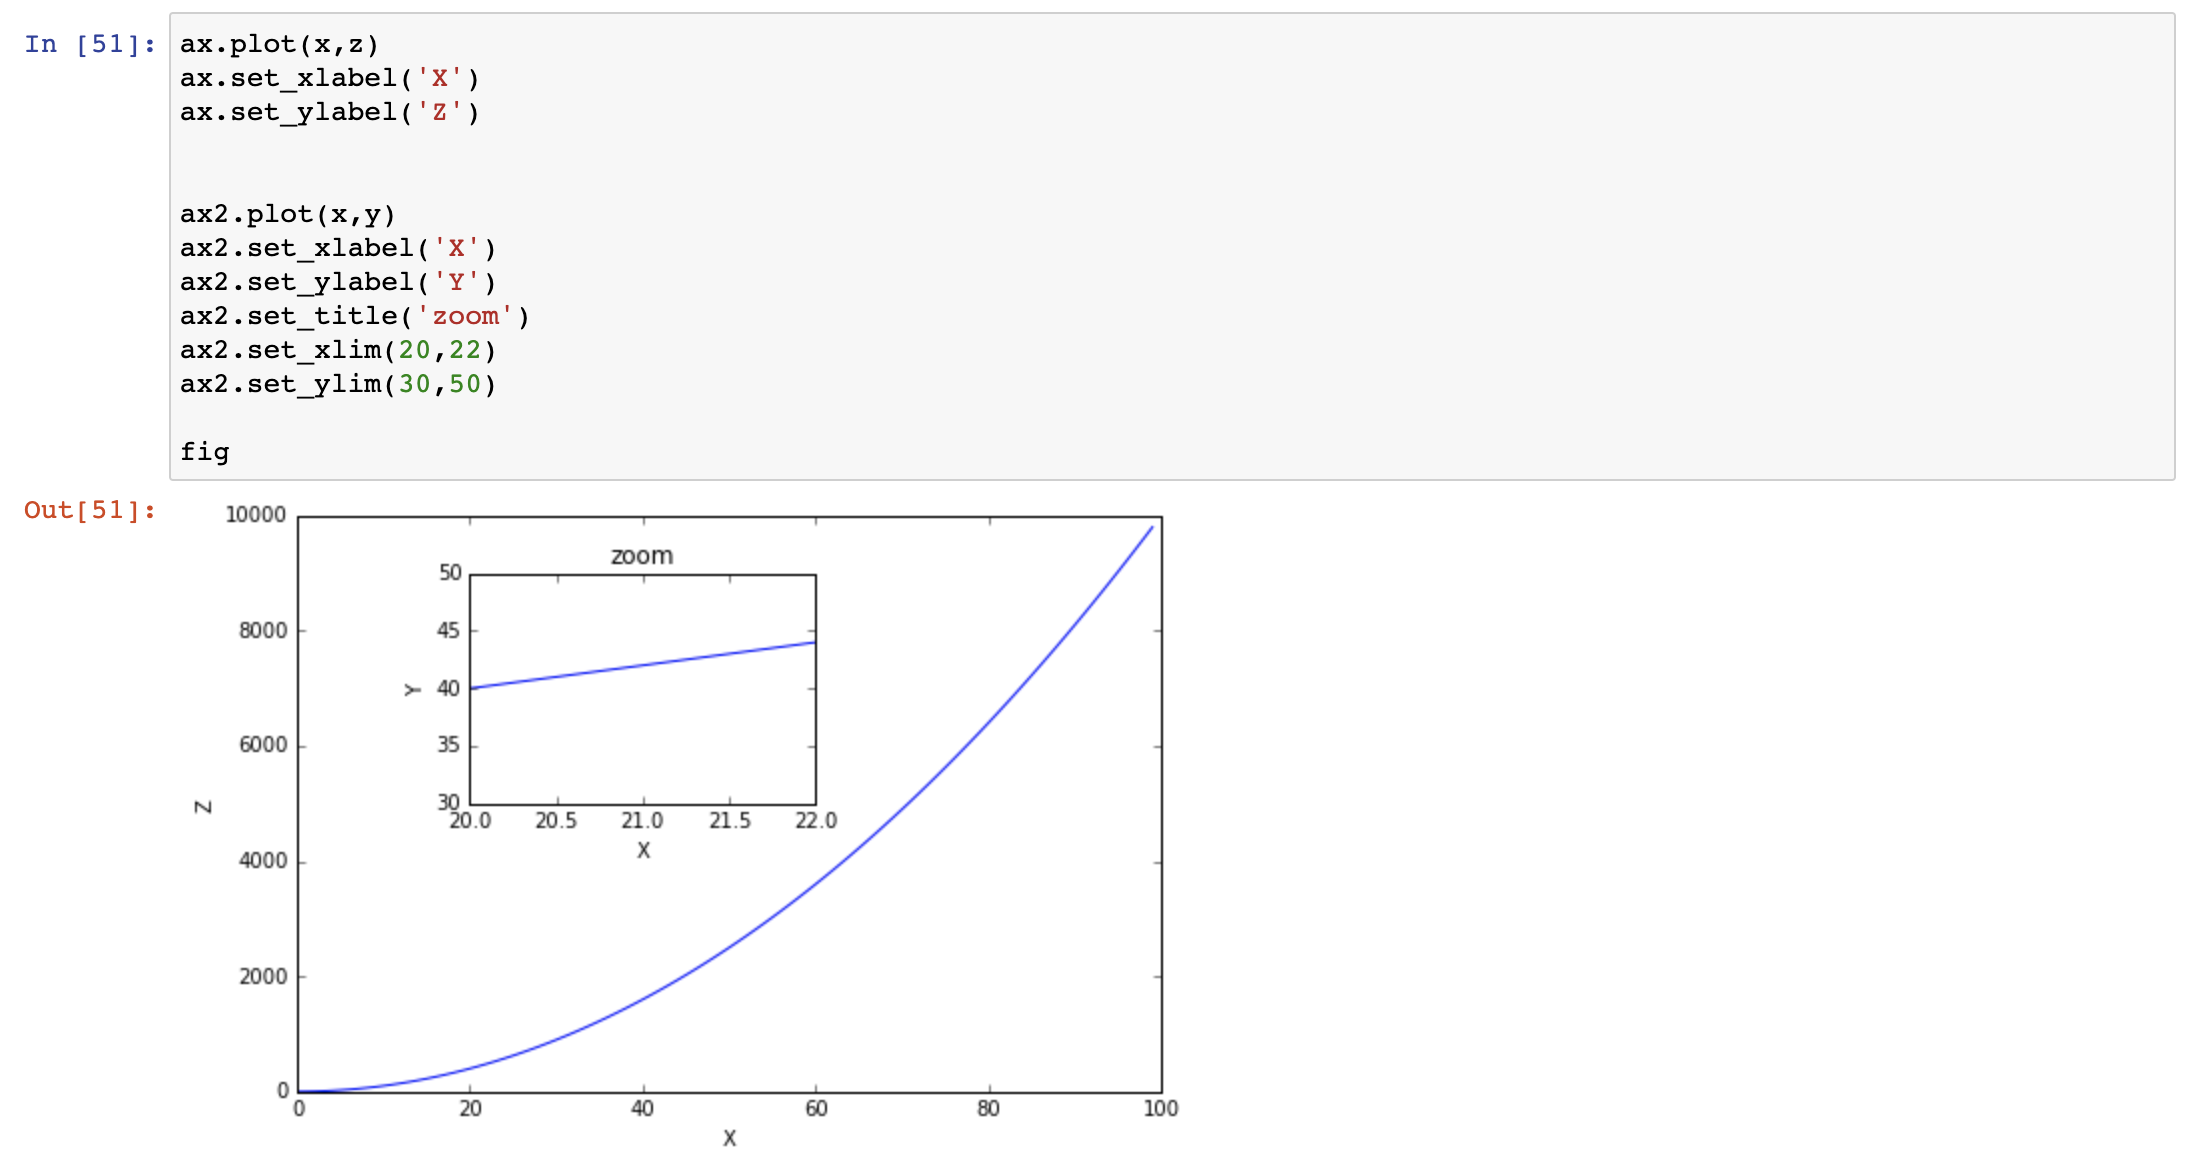 In [51]:
ax.plot(x,z)
ax.set_xlabel('X')
ax.set_ylabel('Z')
ax2.plot(x,y)
ax2.set_xlabel('X')
ax2.set_ylabel('Y')
ax2.set_title('zoom')
ax2.set_xlim(20,22)
ax2.set_ylim(30,50)
fig
Out[51]:
10000
8000
6000
4000
2000
0
Z
zoom
50
45
40
35
30
Y
20.0 20.5 21.0 21.5 22.0
X
0 20 40 60 80 100
X